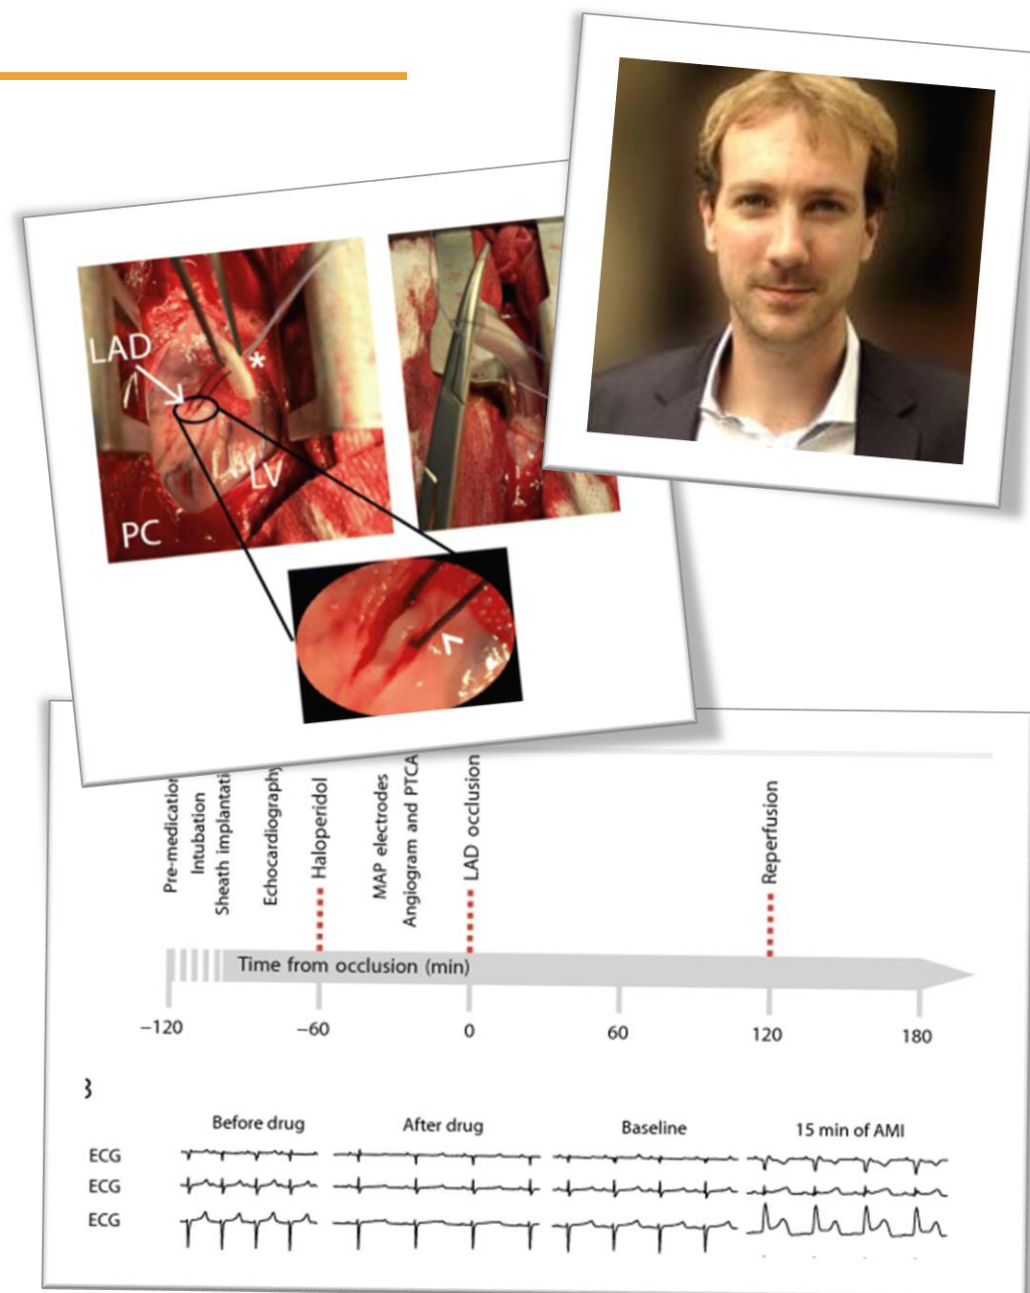 LAD
*
LV
PC
^
Pre-medication
Intubation
Sheath implantati
Echocardiography
Haloperidol
MAP electrodes
Angiogram and PTCA
LAD occlusion
Reperfusion
Time from occlusion (min)
−120 −60 0 60 120 180
Before drug After drug Baseline 15 min of AMI
ECG
ECG
ECG